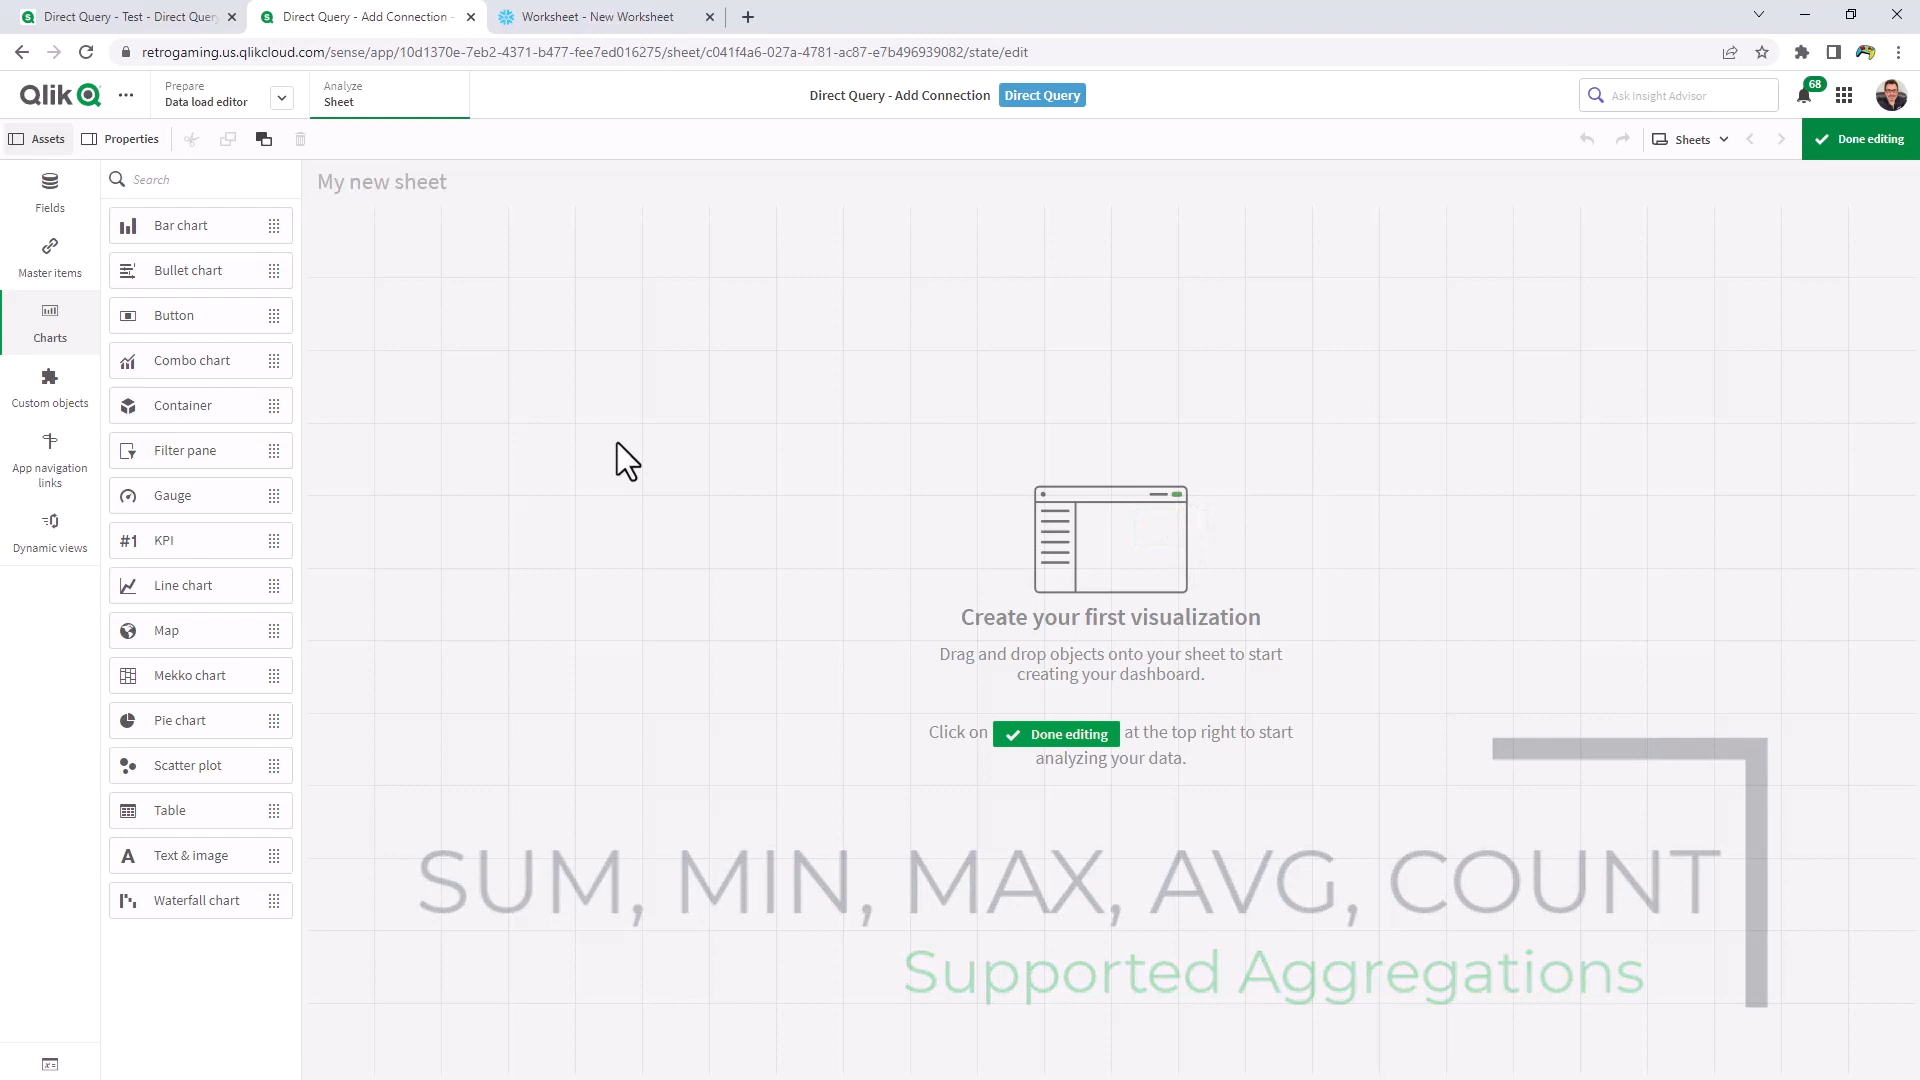 Direct Query - Test - Direct Query
Direct Query - Add Connection -
Worksheet - New Worksheet
retrogaming.us.qlikcloud.com/sense/app/10d1370e-7eb2-4371-b477-fee7ed016275/sheet/c041f4a6-027a-4781-ac87-e7b496939082/state/edit
Qlik
Prepare
Data load editor
Analyze
Sheet
Direct Query - Add Connection
Direct Query
Ask Insight Advisor
68
Assets
Properties
Sheets
Done editing
Fields
Master items
Charts
Custom objects
App navigation
links
Dynamic views
Search
Bar chart
Bullet chart
Button
Combo chart
Container
Filter pane
Gauge
#1 KPI
Line chart
Map
Mekko chart
Pie chart
Scatter plot
Table
A Text & image
Waterfall chart
My new sheet
Create your first visualization
Drag and drop objects onto your sheet to start
creating your dashboard.
Click on Done editing at the top right to start
analyzing your data.
SUM, MIN, MAX, AVG, COUNT
Supported Aggregations